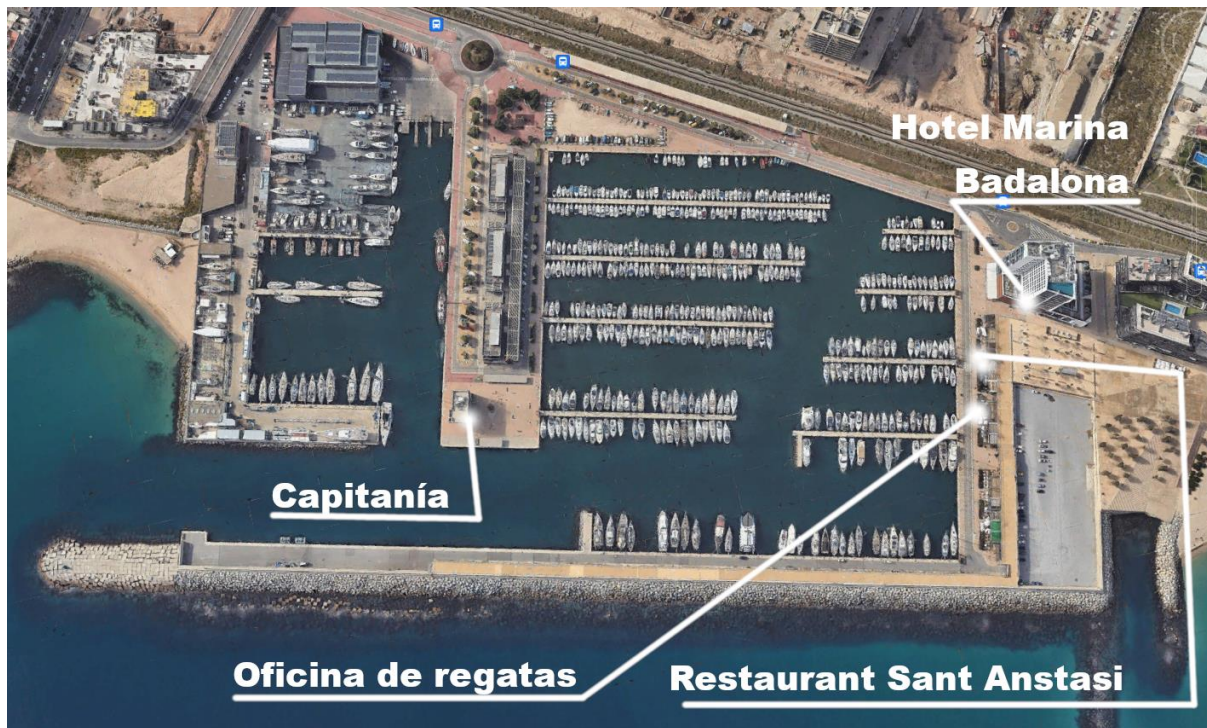 Hotel Marina
Badalona
Capitanía
Oficina de regatas
Restaurant Sant Anstasi